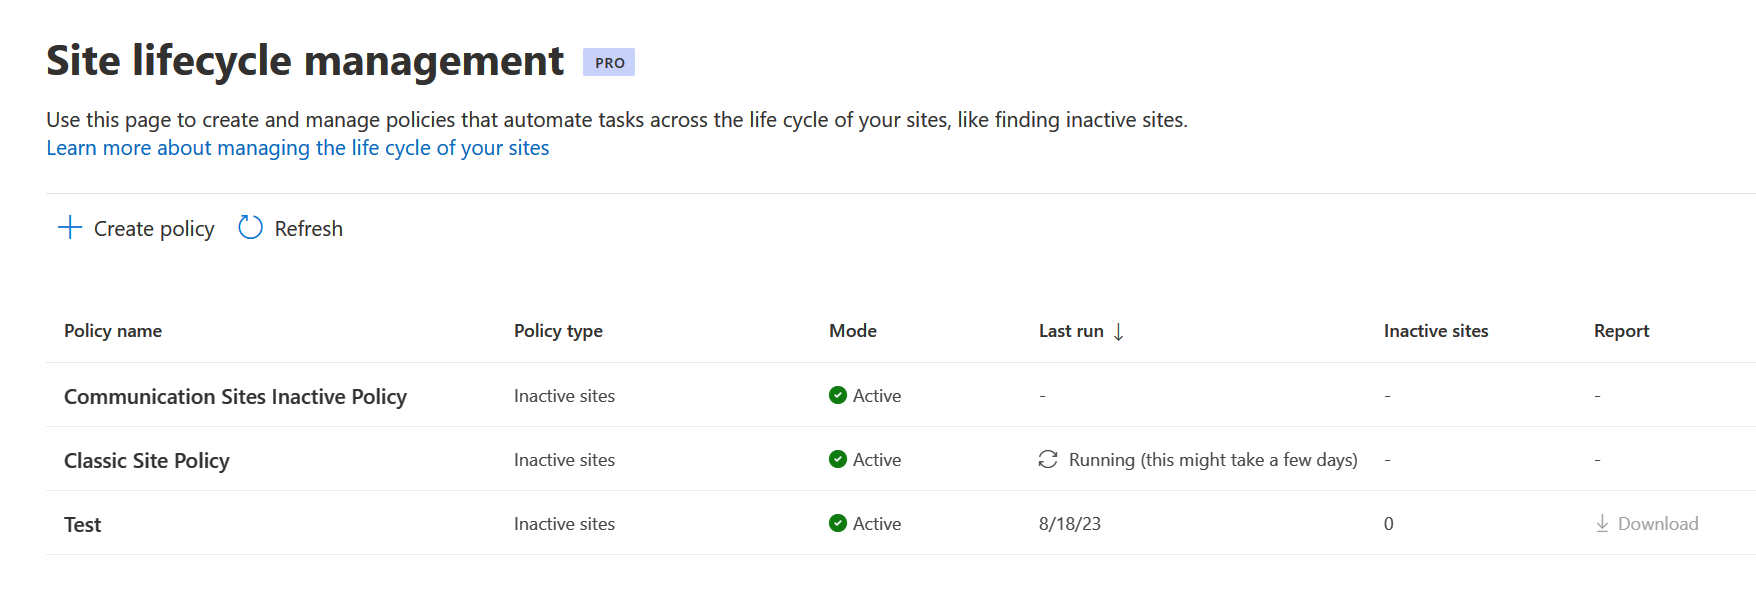 Site lifecycle management PRO
Use this page to create and manage policies that automate tasks across the life cycle of your sites, like finding inactive sites.
Learn more about managing the life cycle of your sites
Create policy Refresh
Policy name Policy type Mode Last run Inactive sites Report
Communication Sites Inactive Policy Inactive sites Active - - -
Classic Site Policy Inactive sites Active Running (this might take a few days) - -
Test Inactive sites Active 8/18/23 0 Download